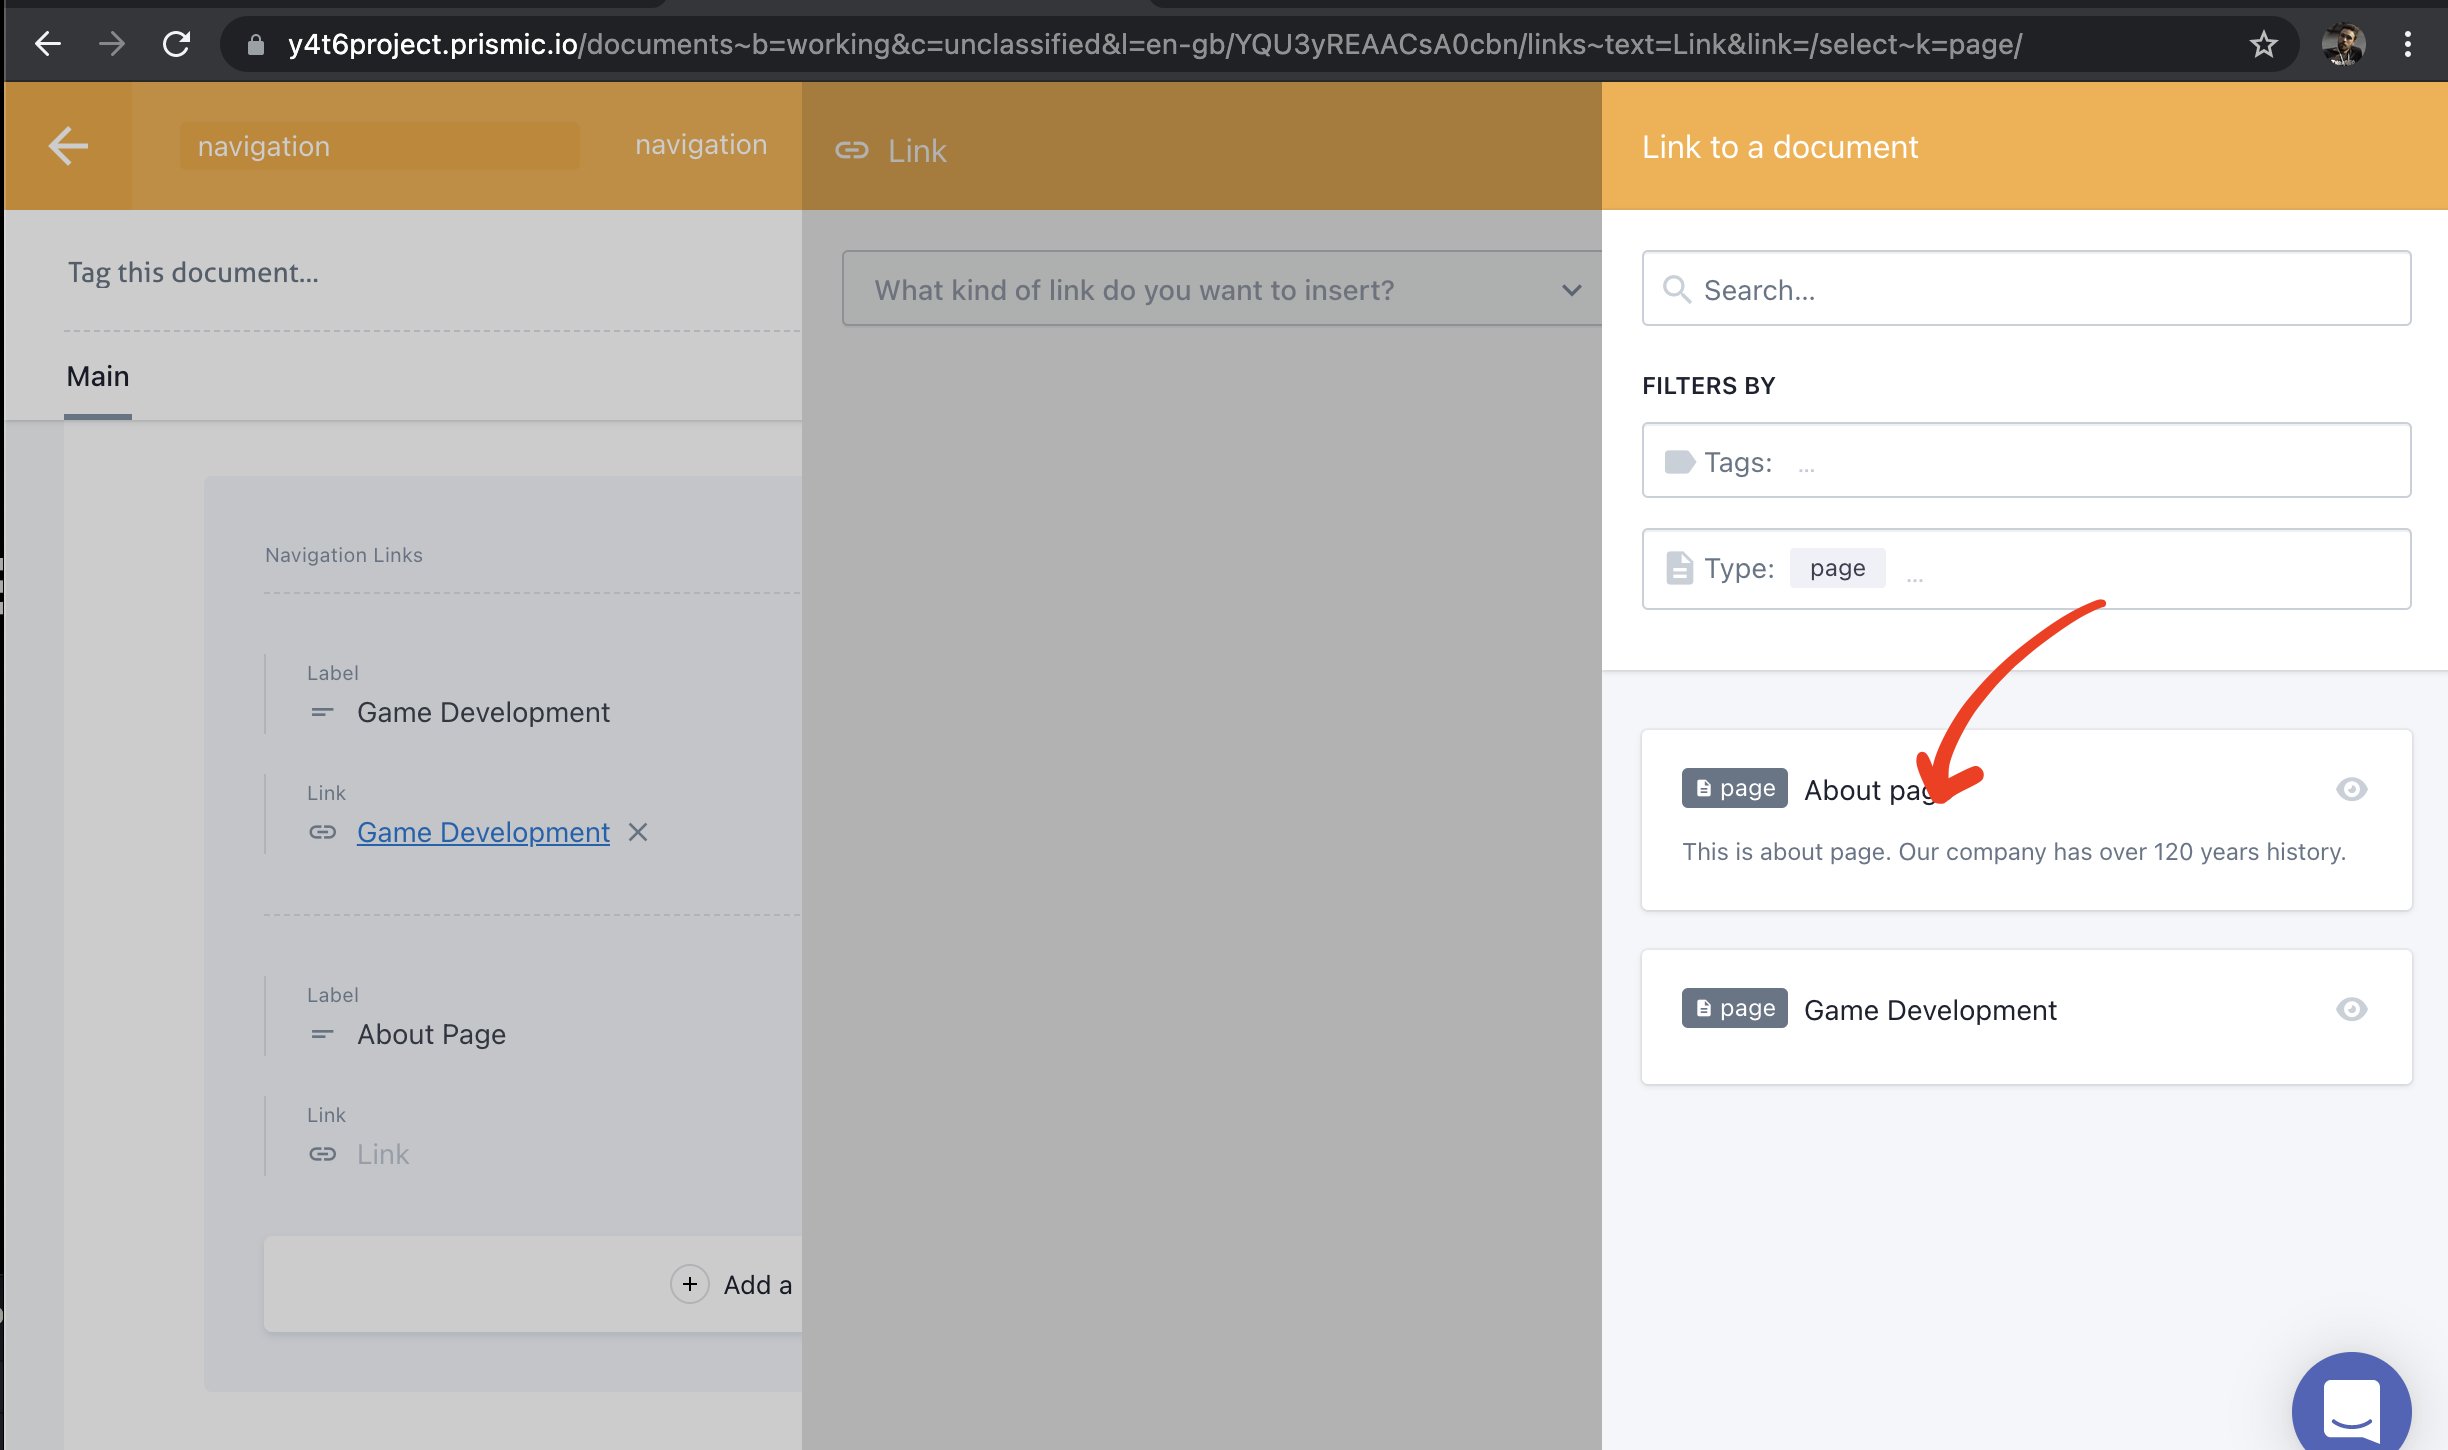 y4t6project.prismic.io/documents~b=working&c=unclassified&l=en-gb/YQU3yREAACsA0cbn/links~text=Link&link=/select~k=page/
navigation
navigation
Link
Link to a document
Tag this document...
What kind of link do you want to insert?
Search...
Main
FILTERS BY
Tags: ...
Type: page ...
Navigation Links
Label
Game Development
Link
Game Development
Label
About Page
Link
Link
Add a
page About pag
This is about page. Our company has over 120 years history.
page Game Development